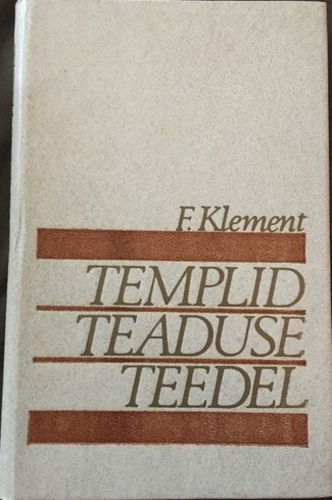 F. Klement
TEMPLID
TEADUSE
TEEDEL